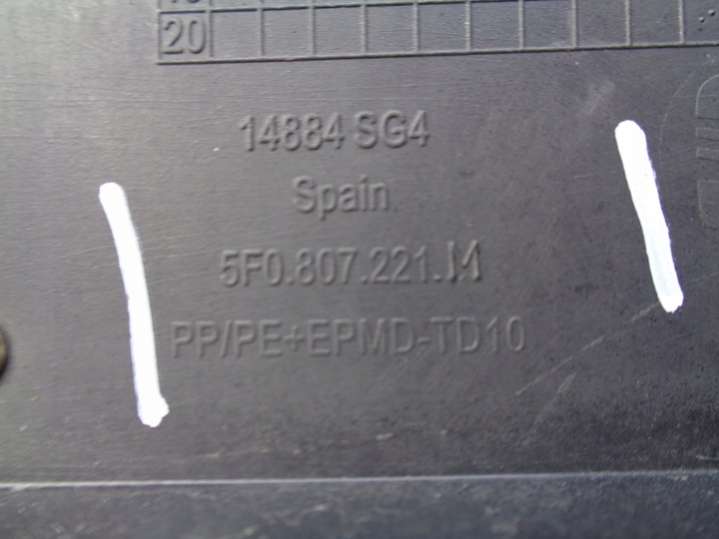 20
14884 SG4
Spain
5F0.807.221.M
PP/PE+EPMD-TD10